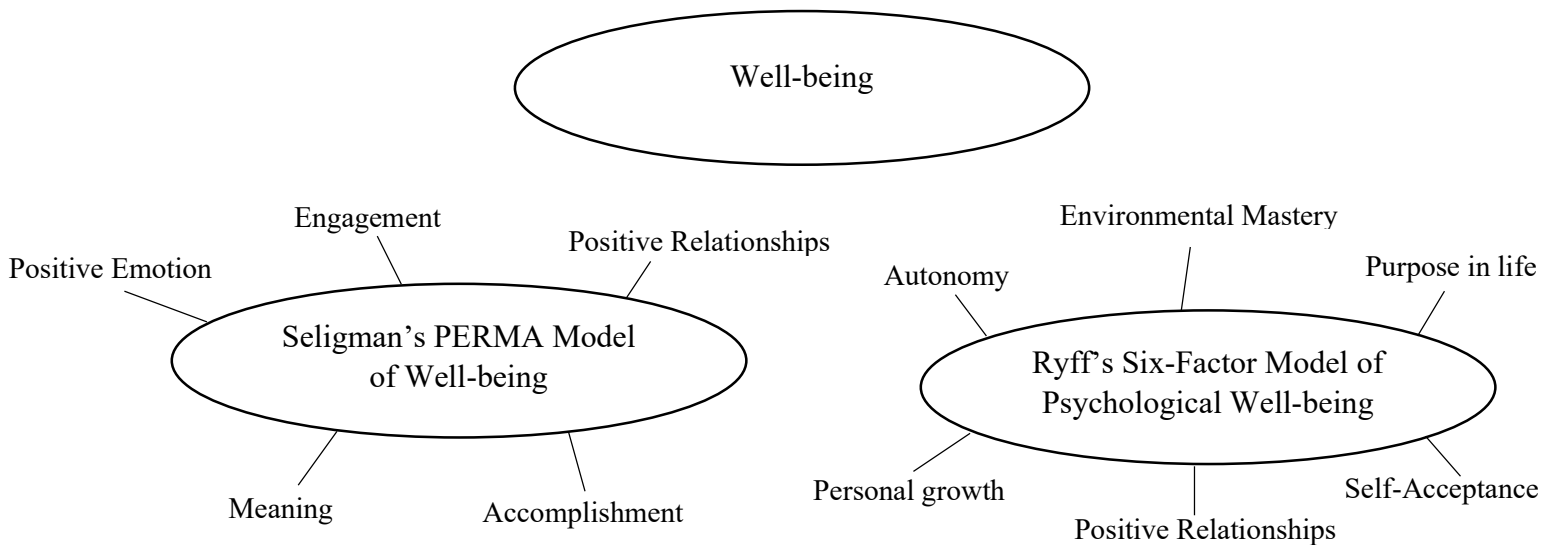 Well-being
Engagement
Positive Relationships
Positive Emotion
Seligman’s PERMA Model
of Well-being
Meaning
Accomplishment
Environmental Mastery
Autonomy
Purpose in life
Ryff’s Six-Factor Model of
Psychological Well-being
Personal growth
Positive Relationships
Self-Acceptance